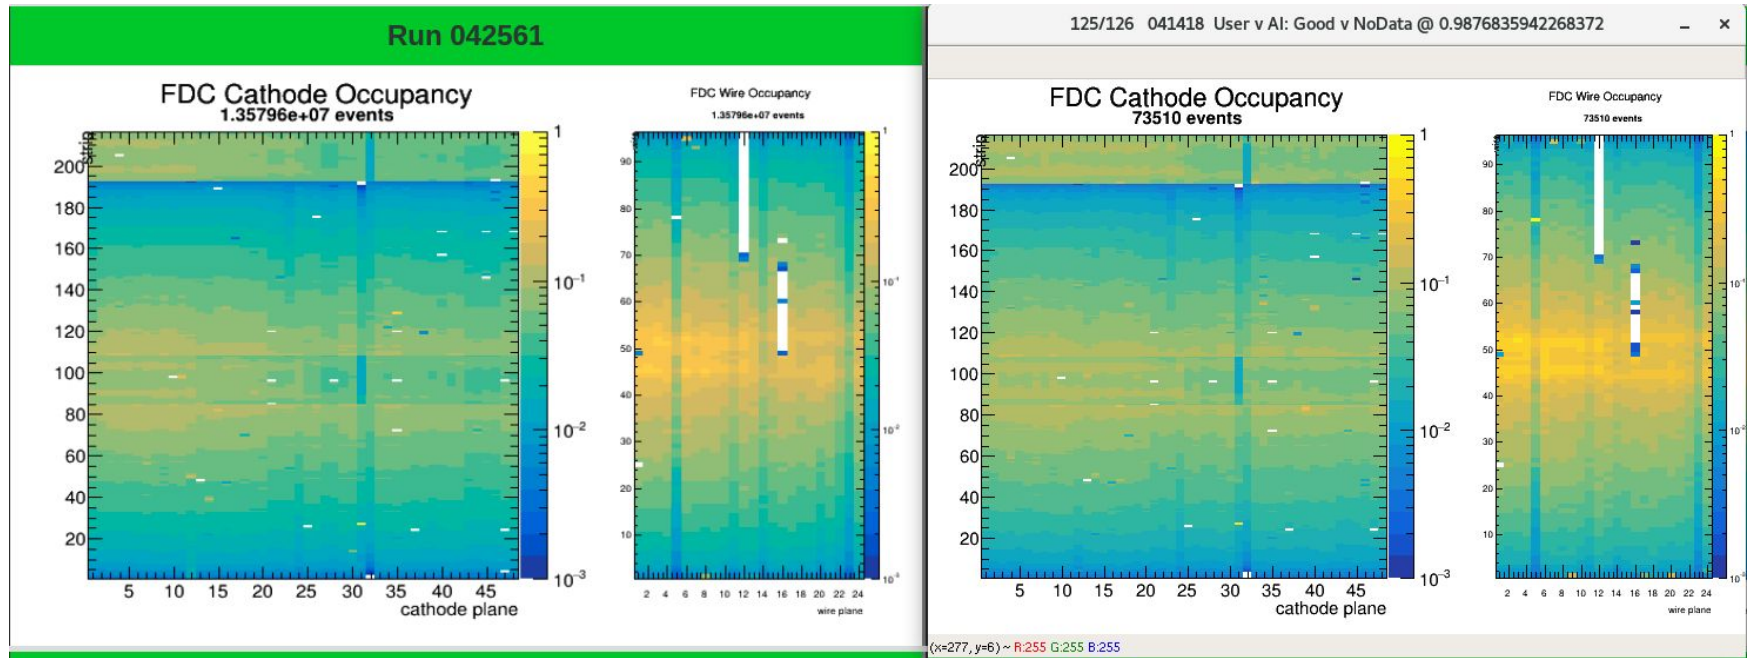 Run 042561
FDC Cathode Occupancy
1.35796e+07 events
strip
200
180
160
140
120
100
80
60
40
20
5 10 15 20 25 30 35 40 45
cathode plane
1
10⁻¹
10⁻²
10⁻³
FDC Wire Occupancy
1.35796e+07 events
90
80
70
60
50
40
30
20
10
2 4 6 8 10 12 14 16 18 20 22 24
wire plane
1
10⁻¹
10⁻²
125/126 041418 User v AI: Good v NoData @ 0.9876835942268372
FDC Cathode Occupancy
73510 events
strip
200
180
160
140
120
100
80
60
40
20
5 10 15 20 25 30 35 40 45
cathode plane
1
10⁻¹
10⁻²
10⁻³
FDC Wire Occupancy
73510 events
90
80
70
60
50
40
30
20
10
2 4 6 8 10 12 14 16 18 20 22 24
wire plane
1
(x=277, y=6) ~ R:255 G:255 B:255